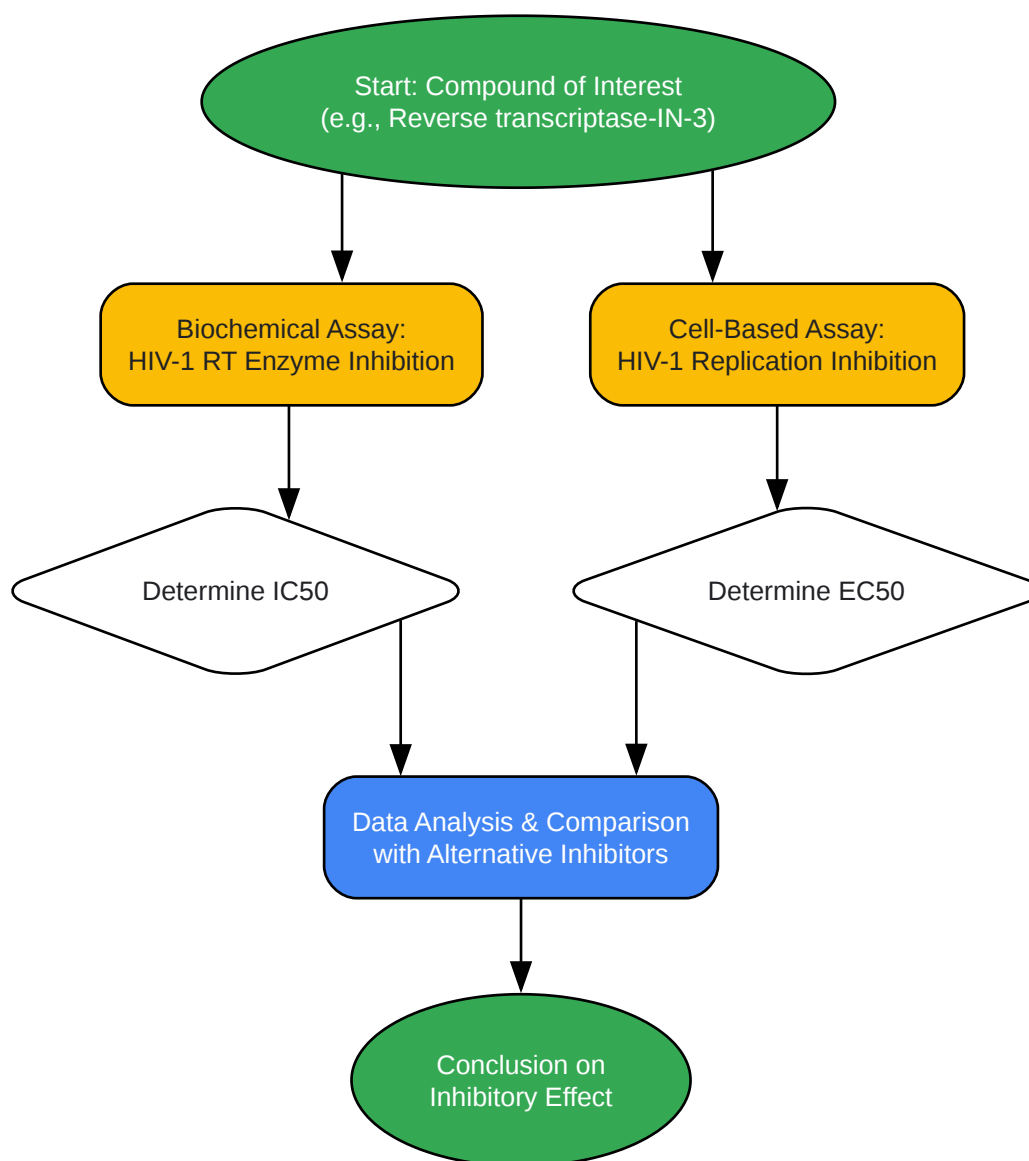 Start: Compound of Interest
(e.g., Reverse transcriptase-IN-3)
Biochemical Assay:
HIV-1 RT Enzyme Inhibition
Cell-Based Assay:
HIV-1 Replication Inhibition
Determine IC50
Determine EC50
Data Analysis & Comparison
with Alternative Inhibitors
Conclusion on
Inhibitory Effect